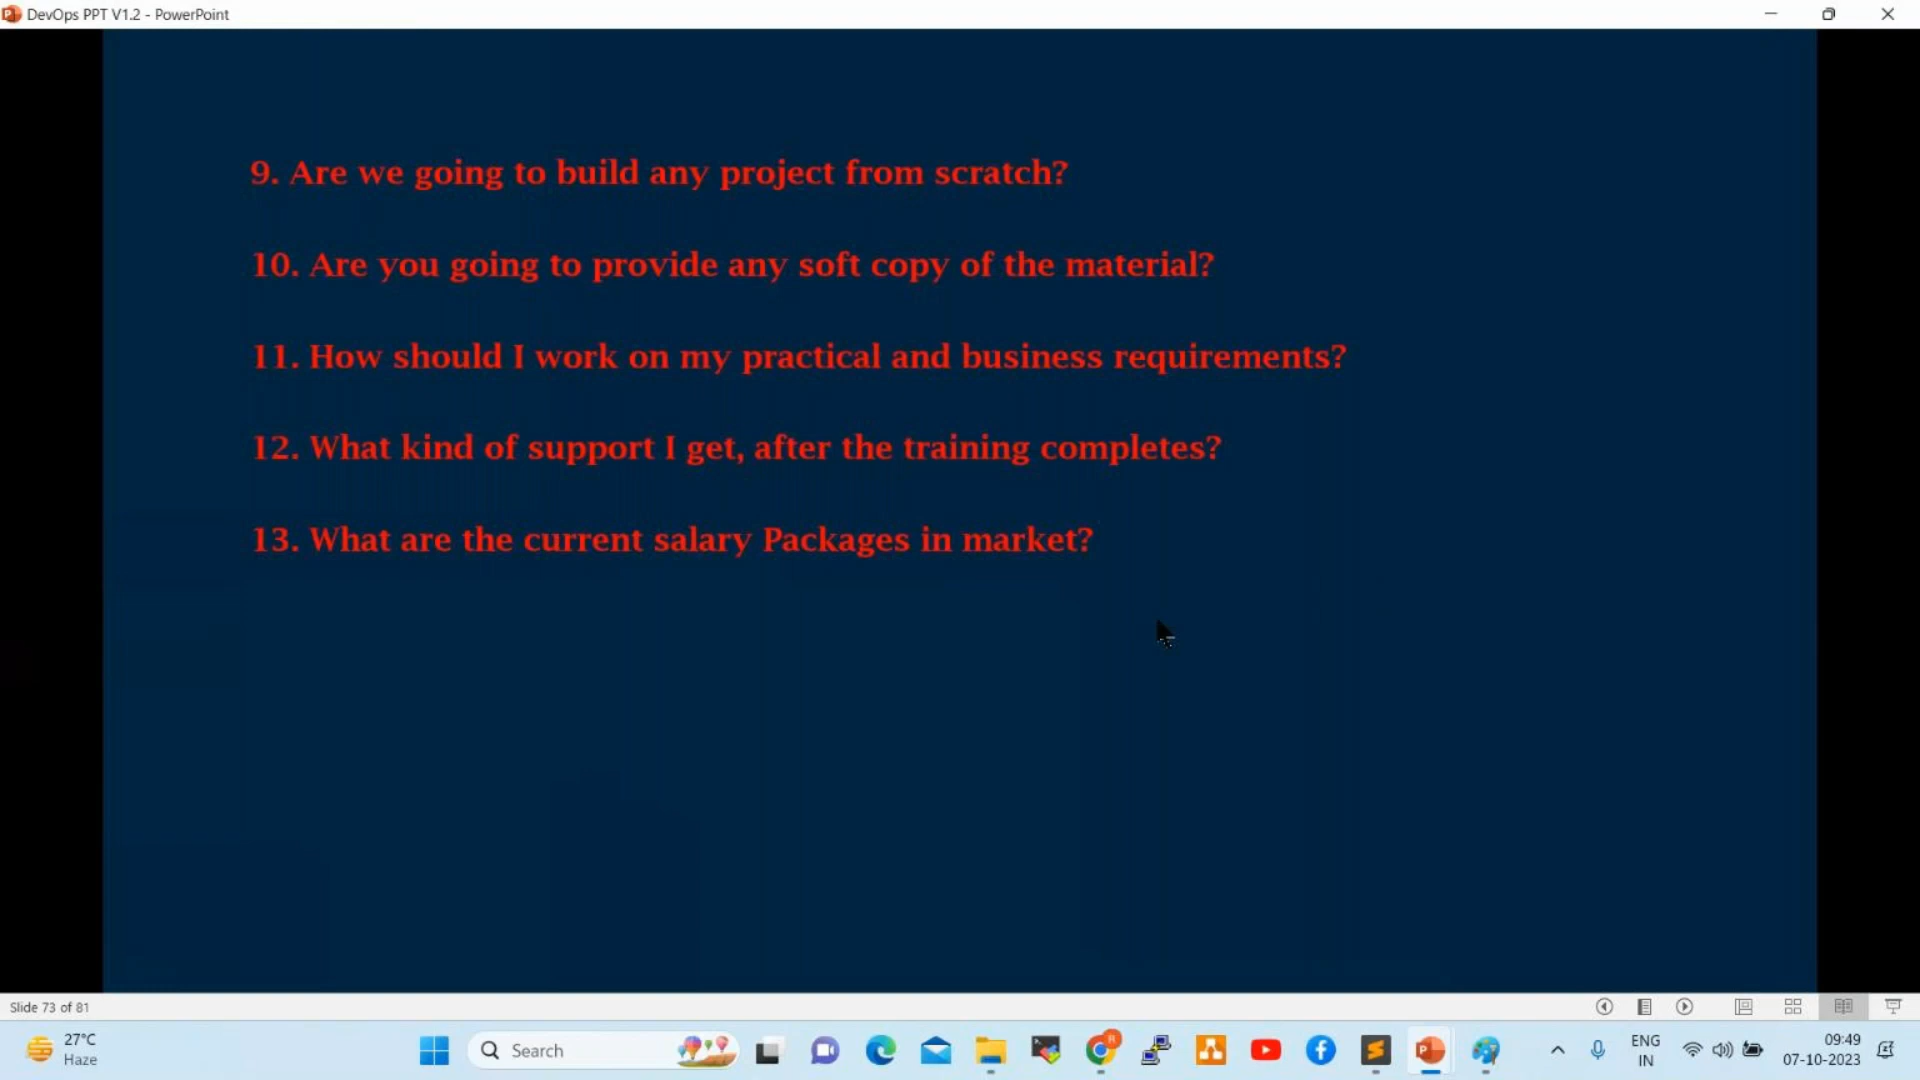 DevOps PPT V1.2 - PowerPoint
9. Are we going to build any project from scratch?
10. Are you going to provide any soft copy of the material?
11. How should I work on my practical and business requirements?
12. What kind of support I get, after the training completes?
13. What are the current salary Packages in market?
Slide 73 of 81
27°C
Haze
Search
ENG
IN
09:49
07-10-2023